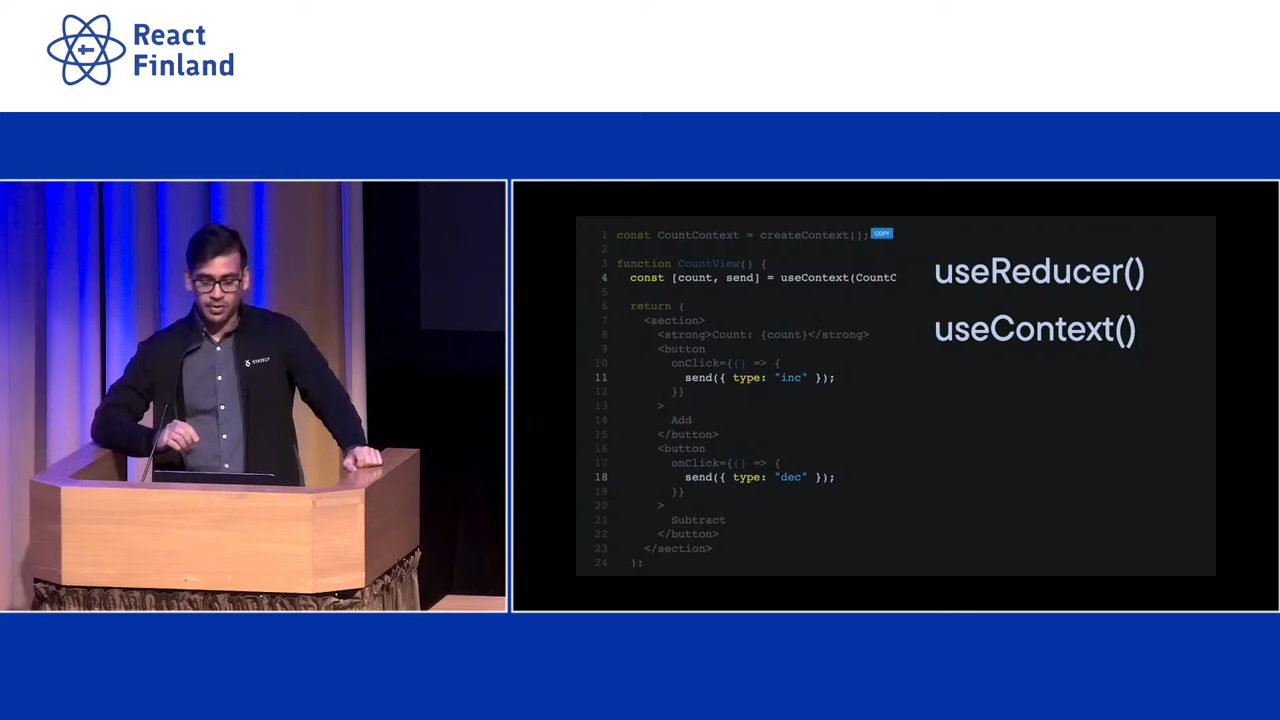 React
Finland
STATELY
1 const CountContext = createContext();
COPY
2
3 function CountView() {
4 const [count, send] = useContext(CountC
5
6 return (
7 <section>
8 <strong>Count: {count}</strong>
9 <button
10 onClick={() => {
11 send({ type: "inc" });
12 }}
13 >
14 Add
15 </button>
16 <button
17 onClick={() => {
18 send({ type: "dec" });
19 }}
20 >
21 Subtract
22 </button>
23 </section>
24 );
useReducer()
useContext()